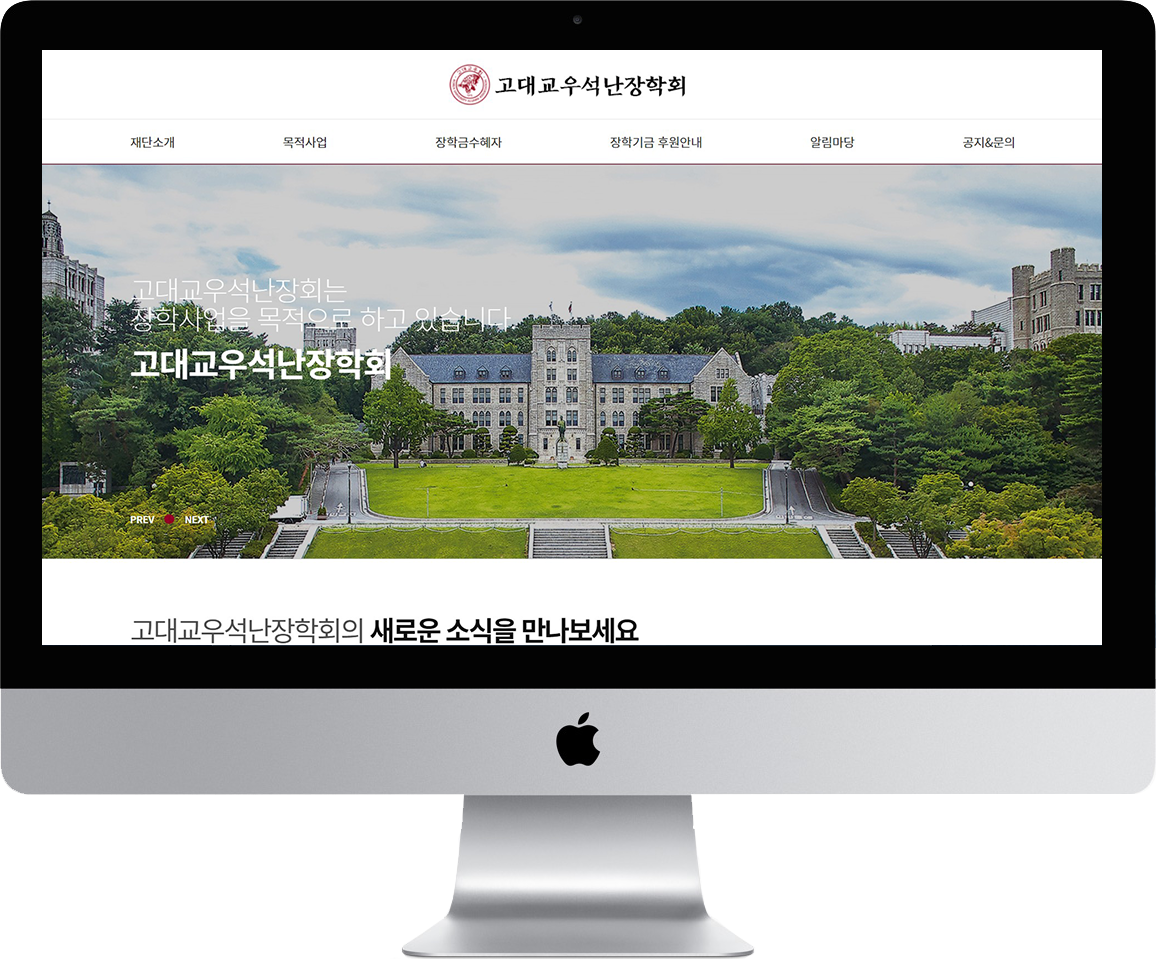 고대교우석난장학회
재단소개 목적사업 장학금수혜자 장학기금 후원안내 알림마당 공지&문의
고대교우석난장회는
장학사업을 목적으로 하고 있습니다
고대교우석난장학회
PREV NEXT
고대교우석난장학회의 새로운 소식을 만나보세요